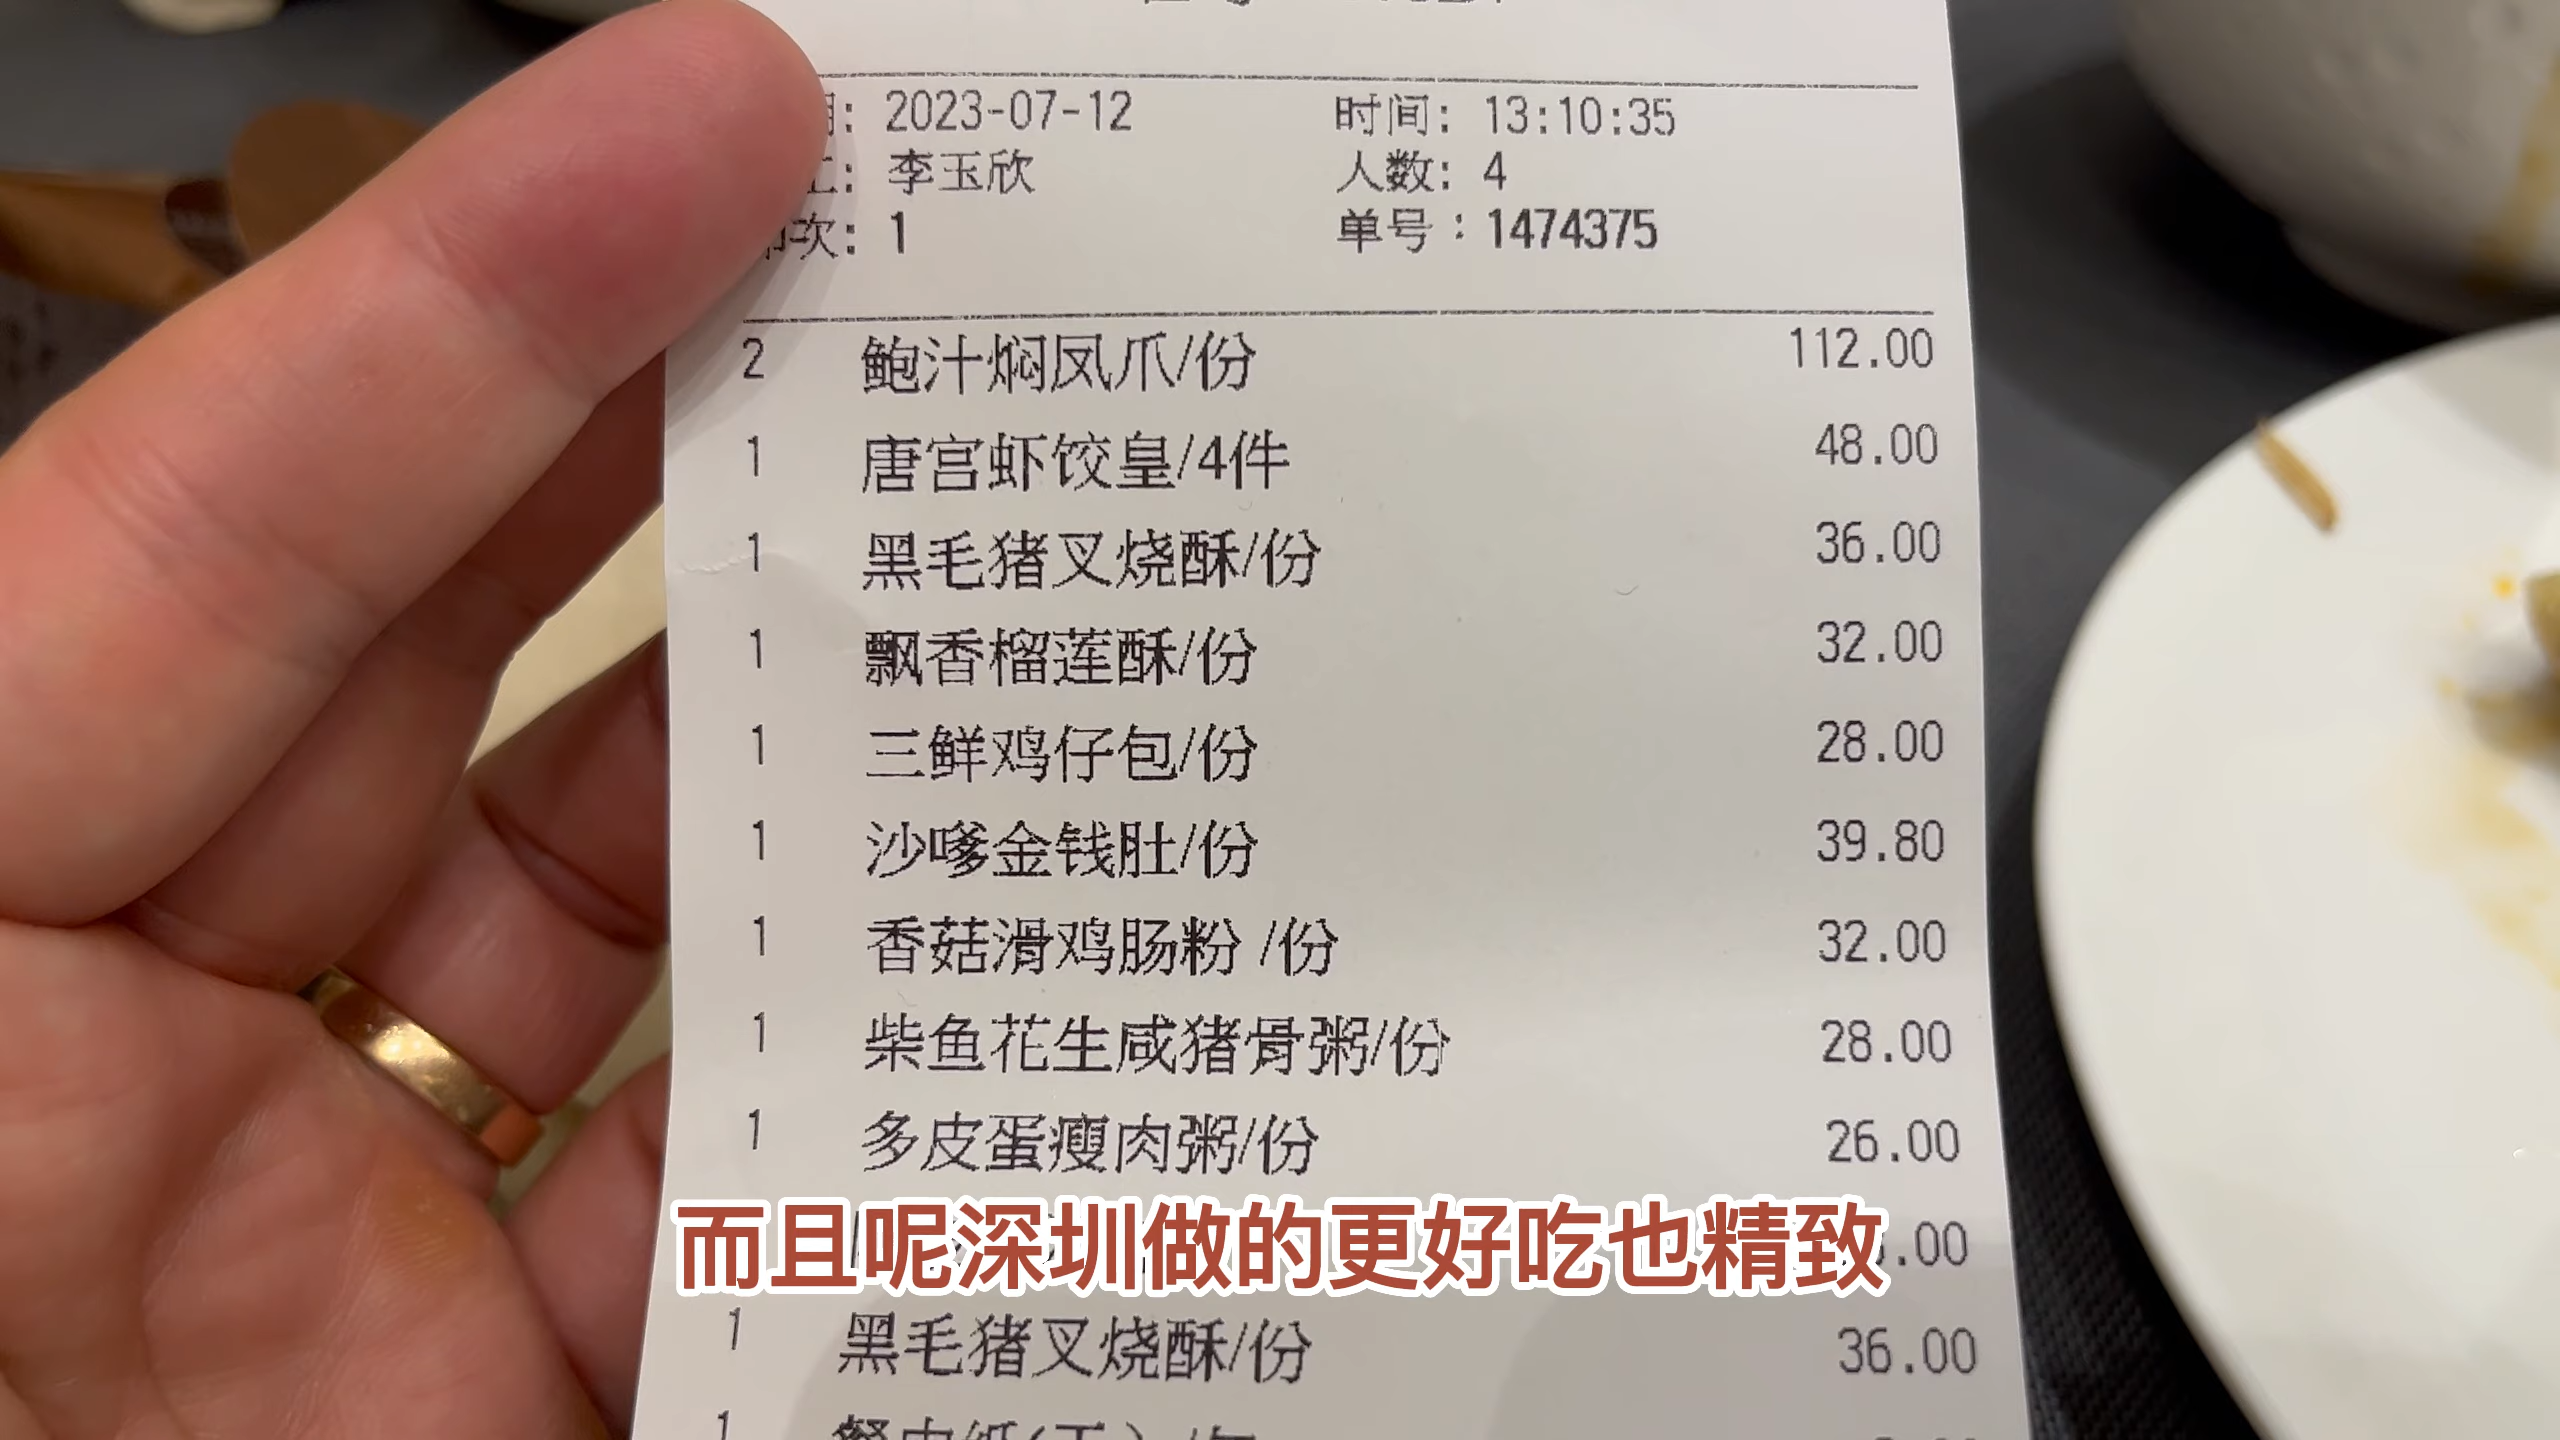 2023-07-12 时间: 13:10:35
李玉欣 人数: 4
次: 1 单号：1474375
2 鲍汁焖凤爪/份 112.00
1 唐宫虾饺皇/4件 48.00
1 黑毛猪叉烧酥/份 36.00
1 飘香榴莲酥/份 32.00
1 三鲜鸡仔包/份 28.00
1 沙嗲金钱肚/份 39.80
1 香菇滑鸡肠粉 /份 32.00
1 柴鱼花生咸猪骨粥/份 28.00
1 多皮蛋瘦肉粥/份 26.00
而且呢深圳做的更好吃也精致
.00
1 黑毛猪叉烧酥/份 36.00
1